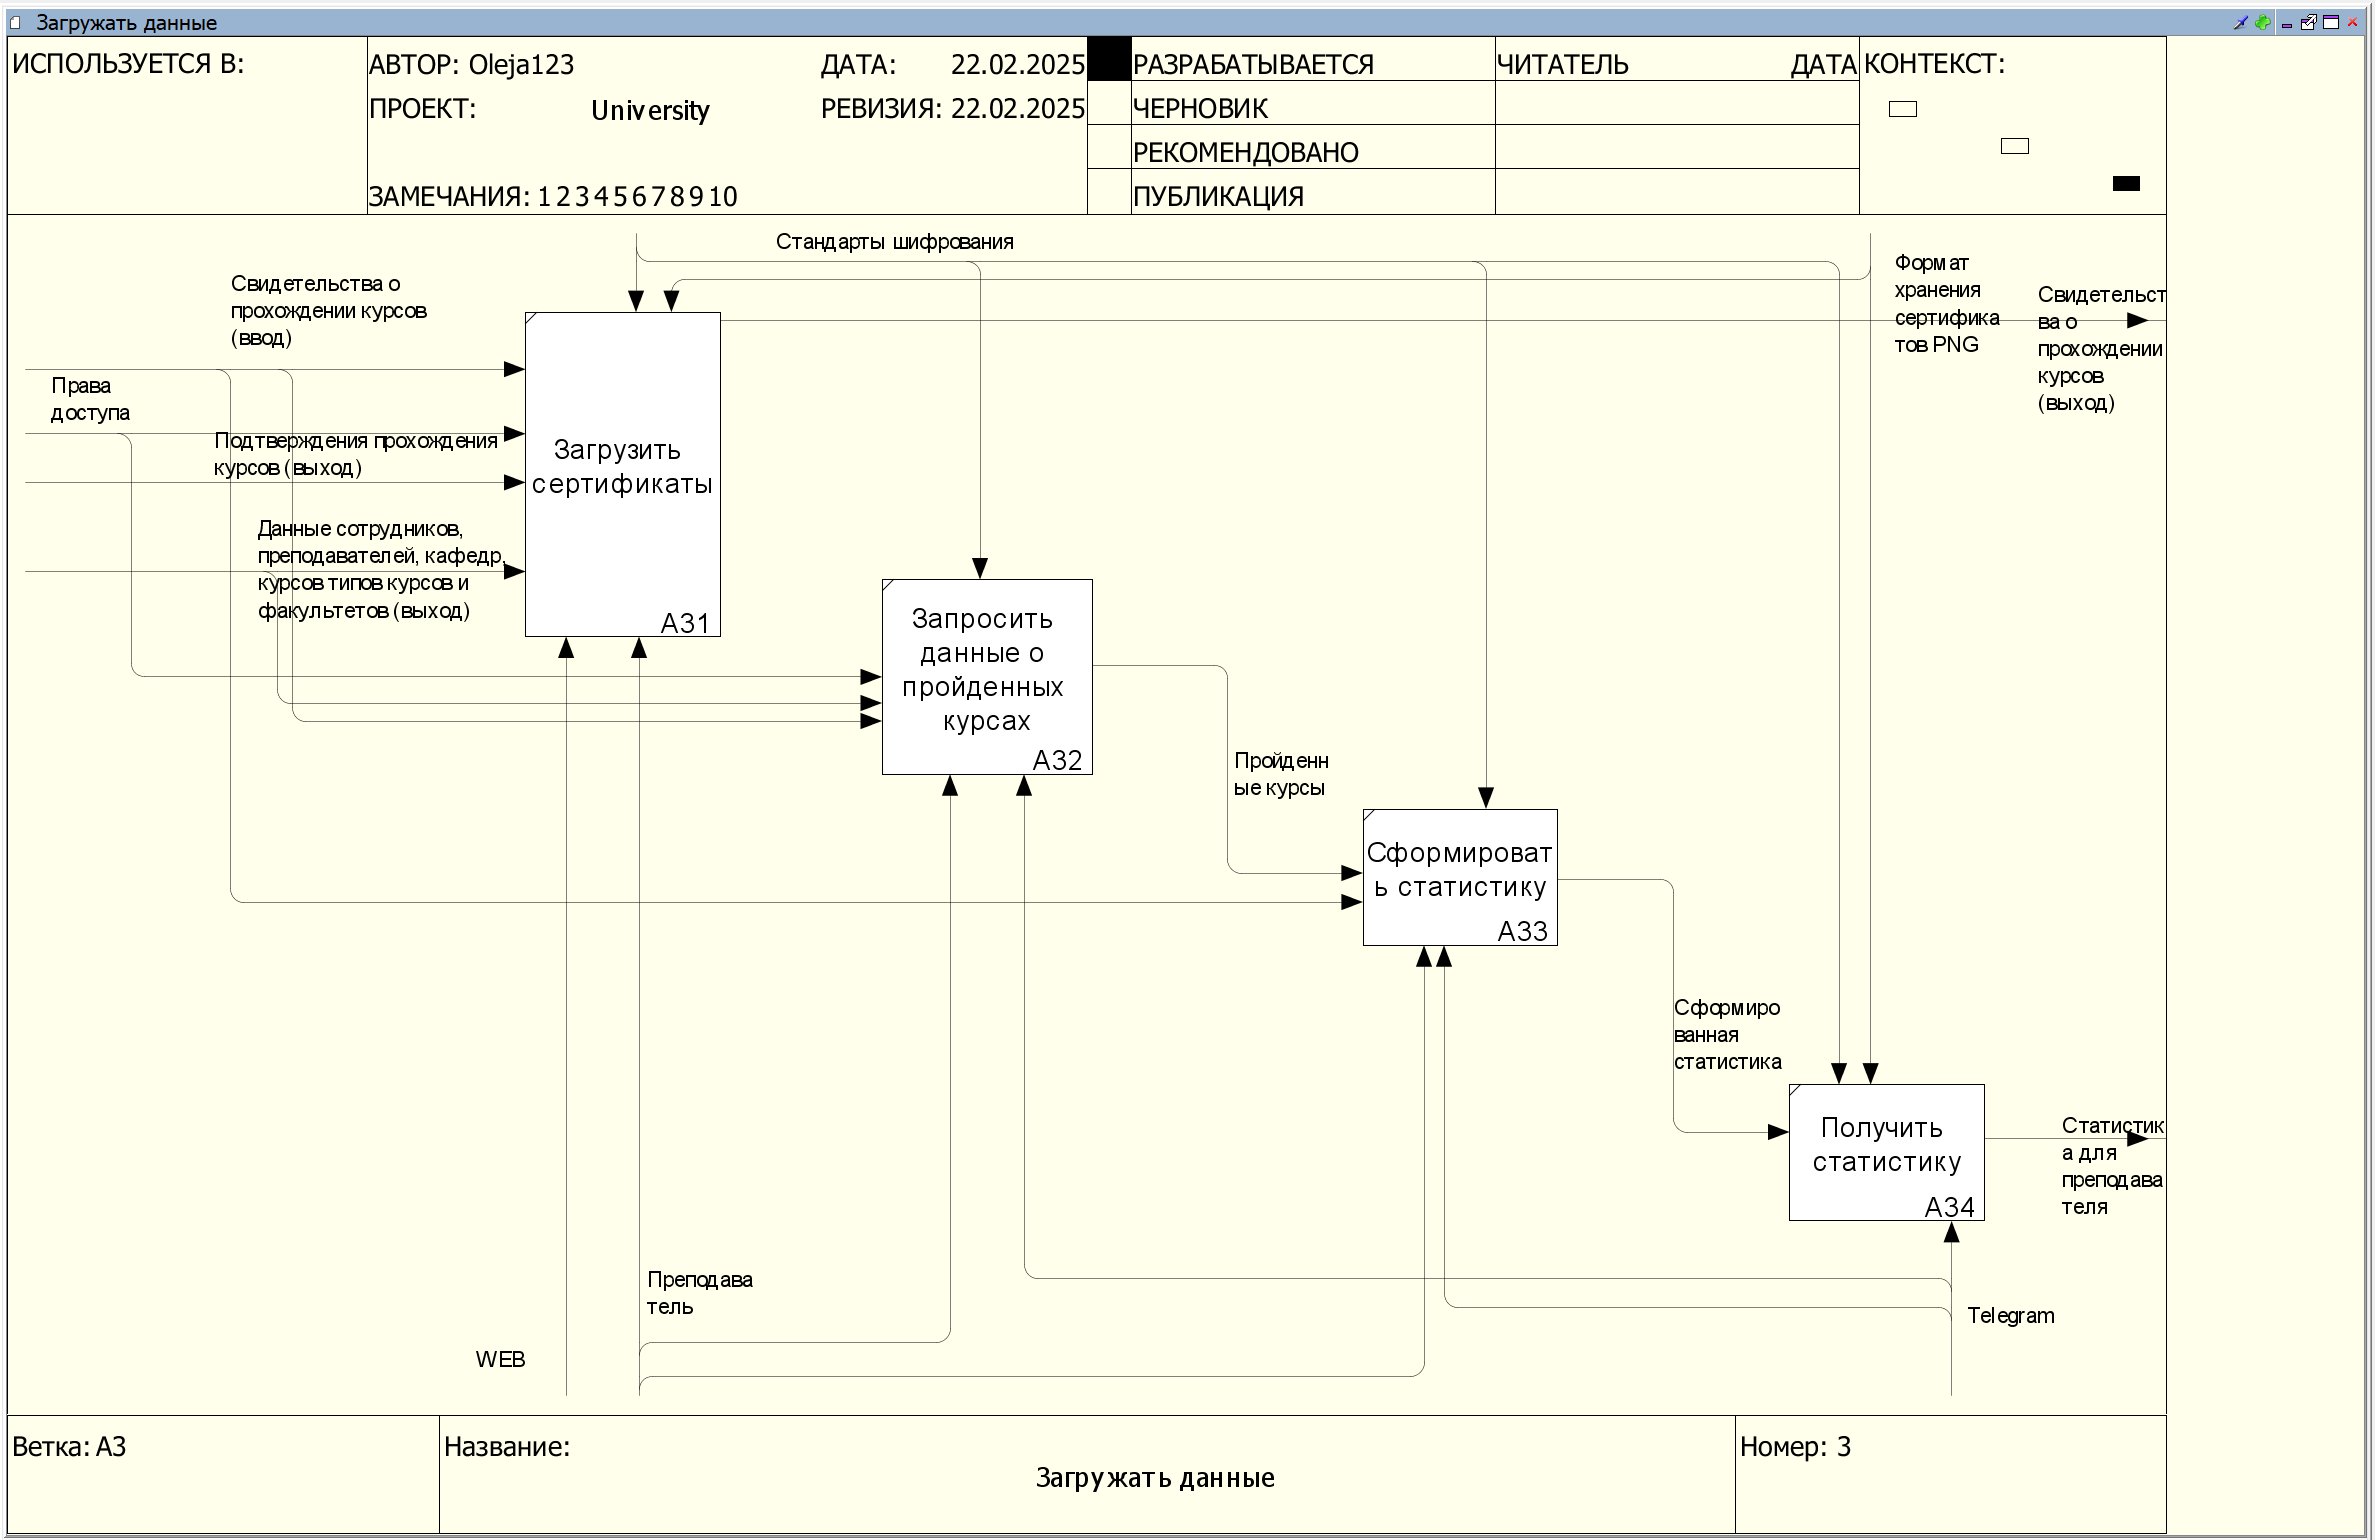 Загружать данные
ИСПОЛЬЗУЕТСЯ В:
АВТОР: Oleja123
ДАТА: 22.02.2025
ПРОЕКТ: University
РЕВИЗИЯ: 22.02.2025
ЗАМЕЧАНИЯ: 1 2 3 4 5 6 7 8 9 10
РАЗРАБАТЫВАЕТСЯ
ЧЕРНОВИК
РЕКОМЕНДОВАНО
ПУБЛИКАЦИЯ
ЧИТАТЕЛЬ
ДАТА
КОНТЕКСТ:
Стандарты шифрования
Свидетельства о
прохождении курсов
(ввод)
Формат
хранения
сертифика
тов PNG
Свидетельст
ва о
прохождении
курсов
(выход)
Права
доступа
Подтверждения прохождения
курсов (выход)
Загрузить
сертификаты
A31
Данные сотрудников,
преподавателей, кафедр,
курсов типов курсов и
факультетов (выход)
Запросить
данные о
пройденных
курсах
A32
Пройденн
ые курсы
Сформироват
ь статистику
A33
Сформиро
ванная
статистика
Получить
статистику
A34
Статистик
а для
преподава
теля
Преподава
тель
Telegram
WEB
Ветка: A3
Название:
Загружать данные
Номер: 3